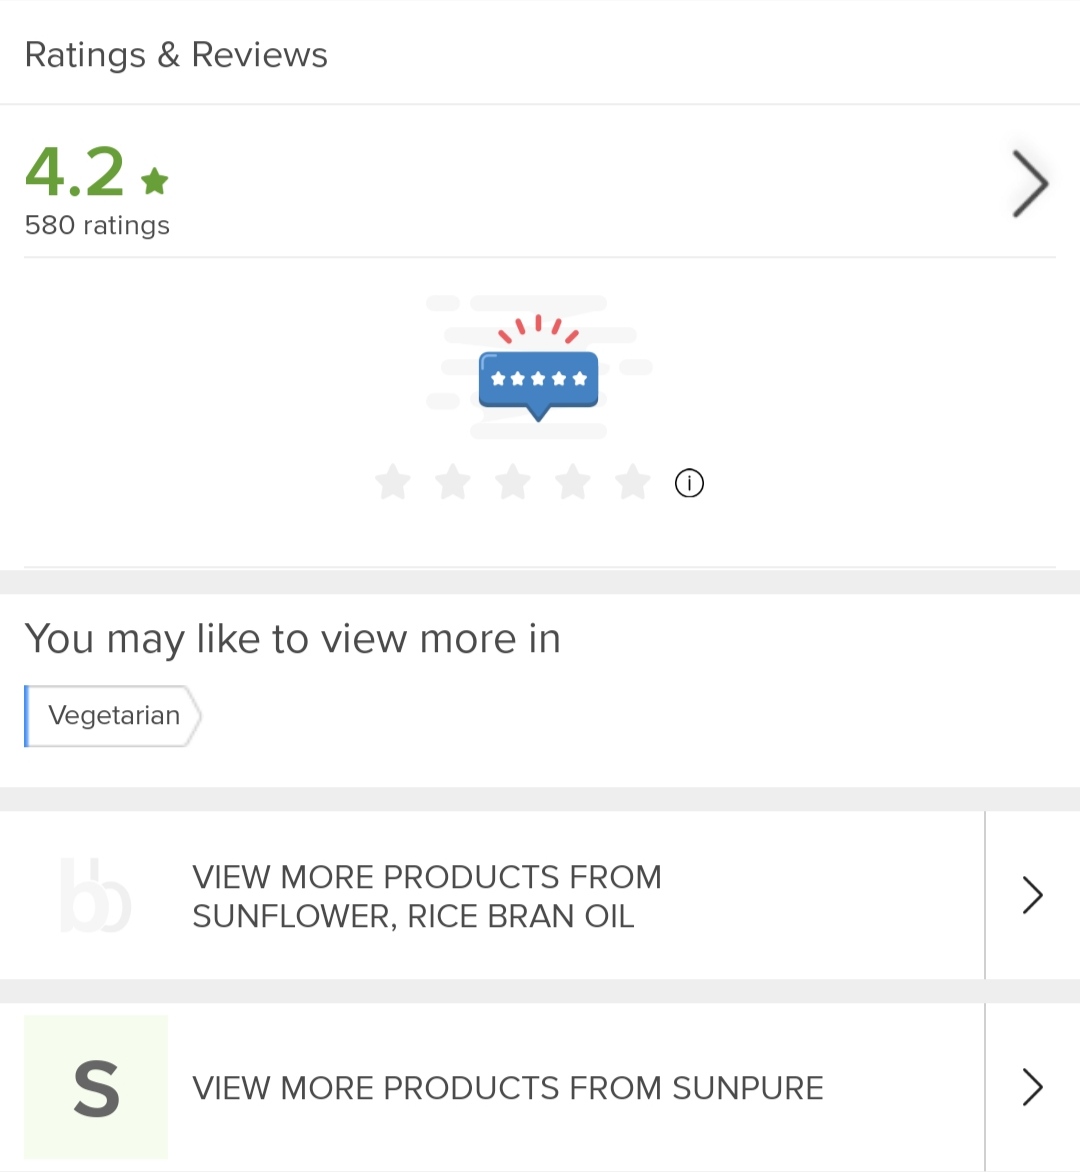 Ratings & Reviews
4.2
580 ratings
i
You may like to view more in
Vegetarian
bb
VIEW MORE PRODUCTS FROM
SUNFLOWER, RICE BRAN OIL
S
VIEW MORE PRODUCTS FROM SUNPURE